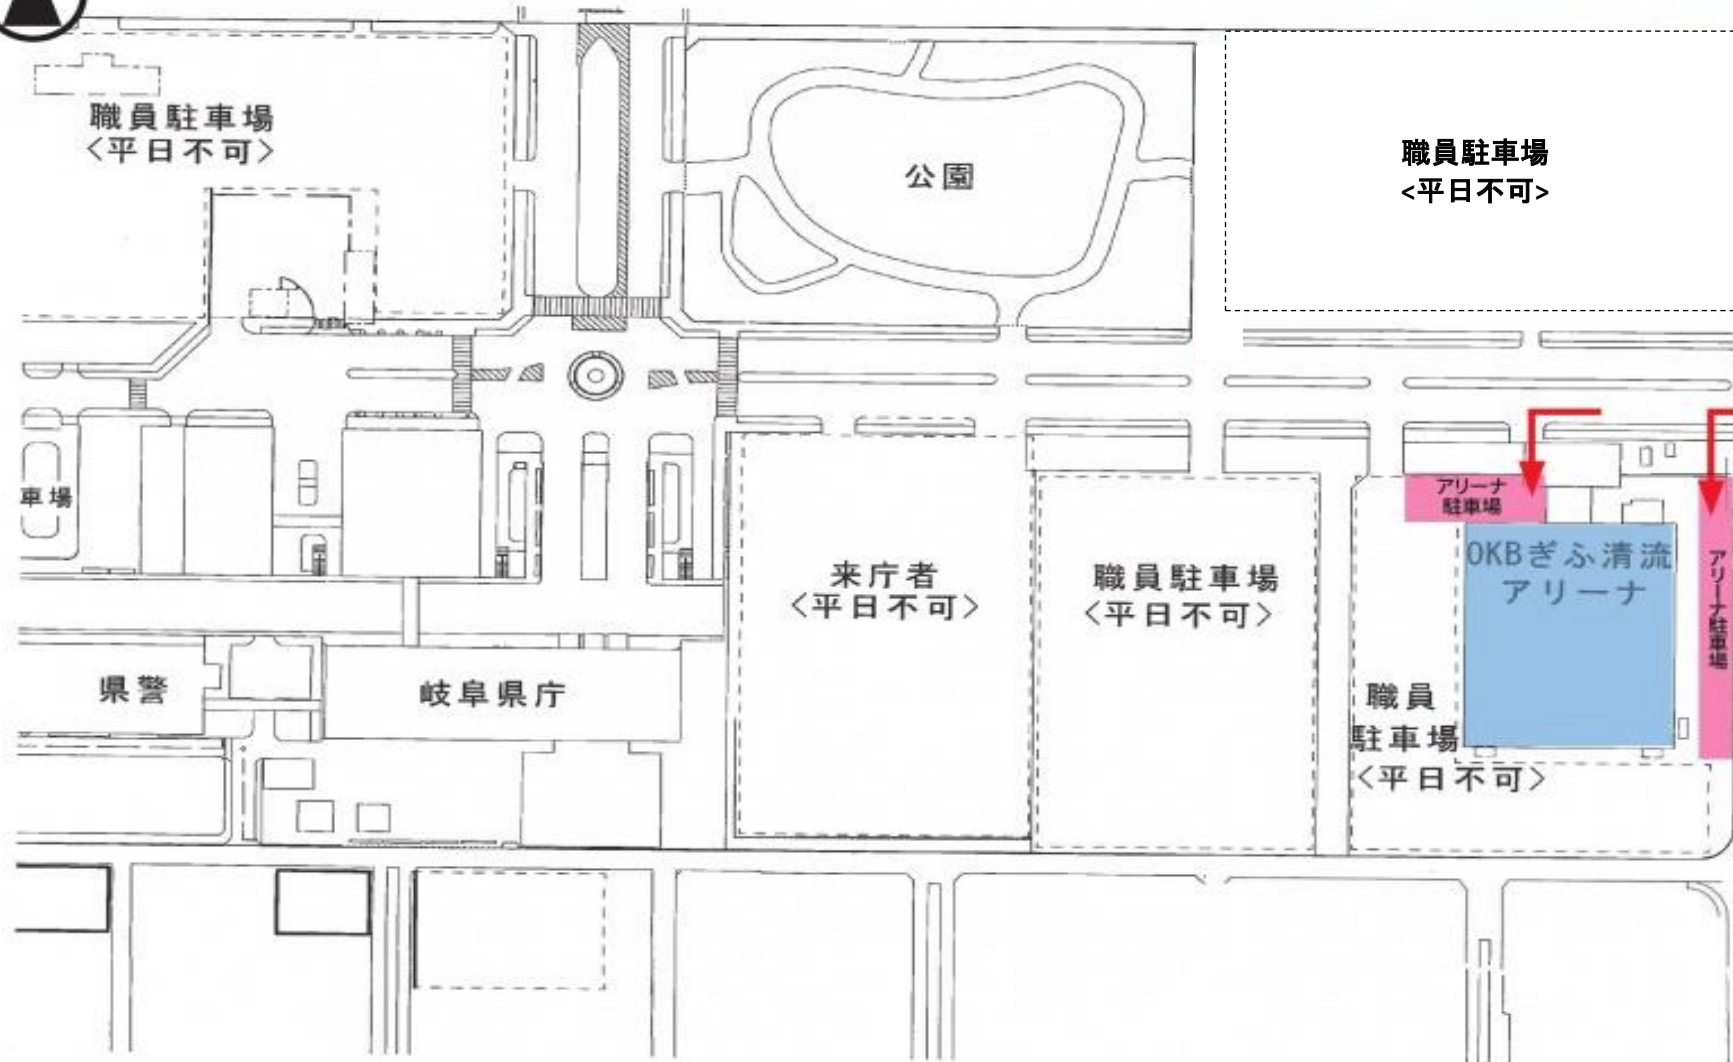 職員駐車場
<平日不可>
公園
職員駐車場
<平日不可>
車場
アリーナ
駐車場
OKBぎふ清流
アリーナ
アリーナ駐車場
来庁者
<平日不可>
職員駐車場
<平日不可>
県警
岐阜県庁
職員
駐車場
<平日不可>